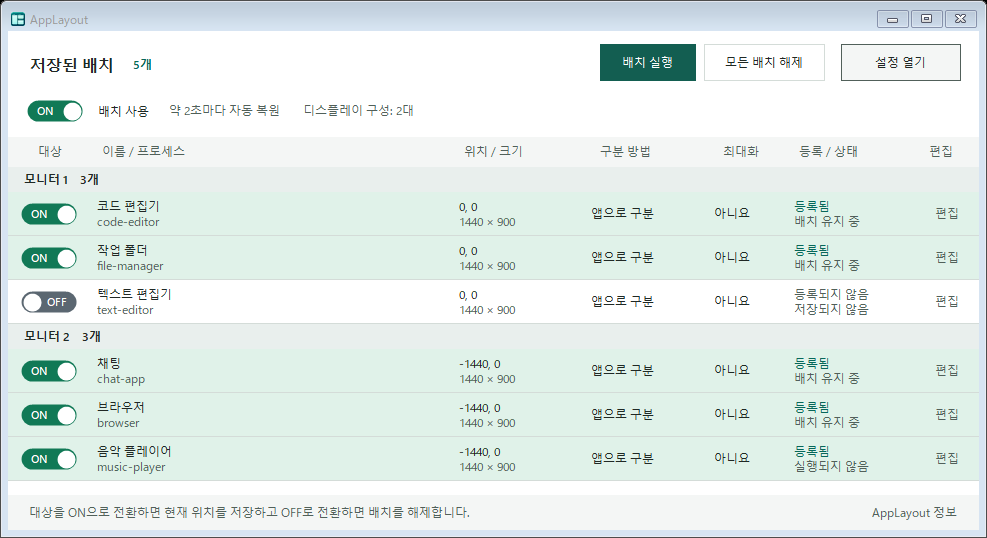 AppLayout
저장된 배치 5개 배치 실행 모든 배치 해제 설정 열기
ON 배치 사용 약 2초마다 자동 복원 디스플레이 구성: 2대
대상 이름 / 프로세스 위치 / 크기 구분 방법 최대화 등록 / 상태 편집
모니터 1 3개
ON 코드 편집기 0, 0 앱으로 구분 아니요 등록됨 편집
code-editor 1440 × 900 배치 유지 중
ON 작업 폴더 0, 0 앱으로 구분 아니요 등록됨 편집
file-manager 1440 × 900 배치 유지 중
OFF 텍스트 편집기 0, 0 앱으로 구분 아니요 등록되지 않음 편집
text-editor 1440 × 900 저장되지 않음
모니터 2 3개
ON 채팅 -1440, 0 앱으로 구분 아니요 등록됨 편집
chat-app 1440 × 900 배치 유지 중
ON 브라우저 -1440, 0 앱으로 구분 아니요 등록됨 편집
browser 1440 × 900 배치 유지 중
ON 음악 플레이어 -1440, 0 앱으로 구분 아니요 등록됨 편집
music-player 1440 × 900 실행되지 않음
대상을 ON으로 전환하면 현재 위치를 저장하고 OFF로 전환하면 배치를 해제합니다. AppLayout 정보